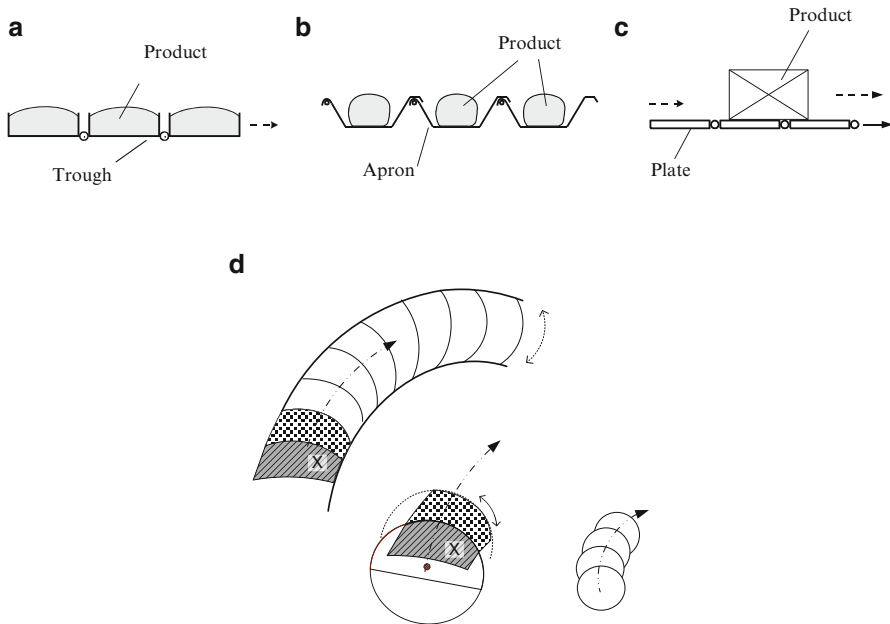 a
Product
Trough
b
Product
Apron
c
Product
Plate
d
X
X